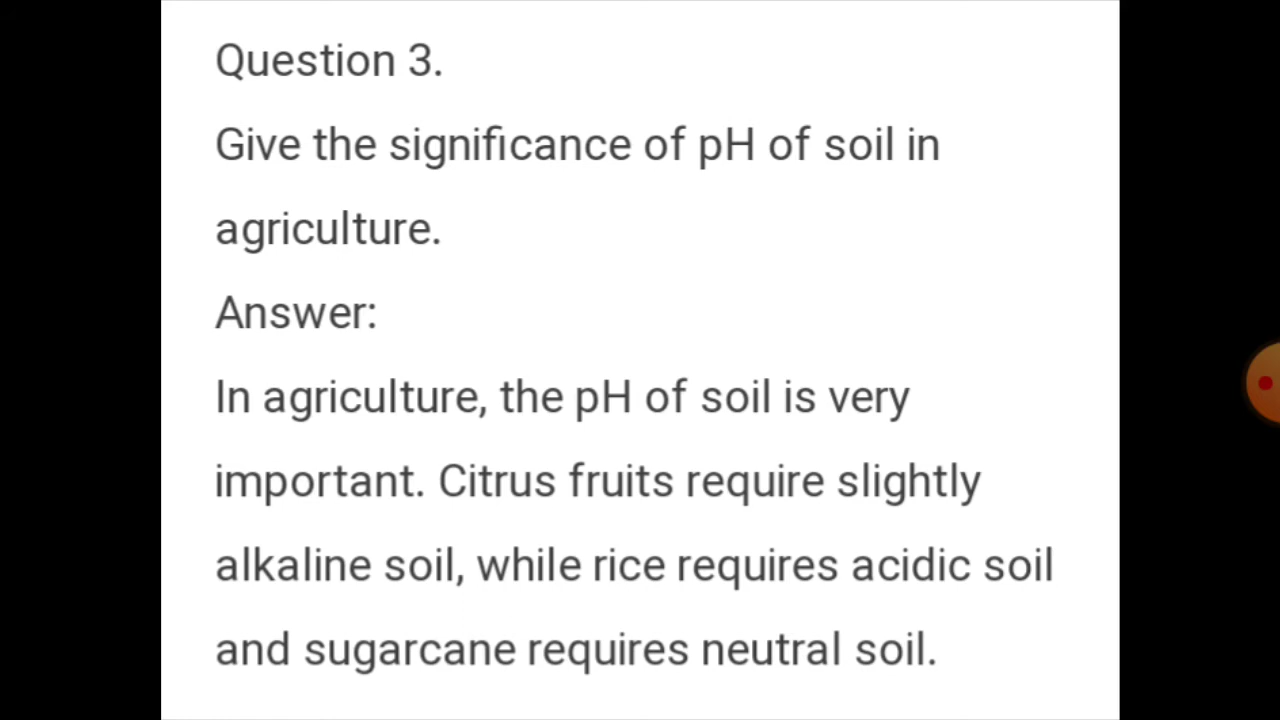 Question 3.
Give the significance of pH of soil in
agriculture.
Answer:
In agriculture, the pH of soil is very
important. Citrus fruits require slightly
alkaline soil, while rice requires acidic soil
and sugarcane requires neutral soil.